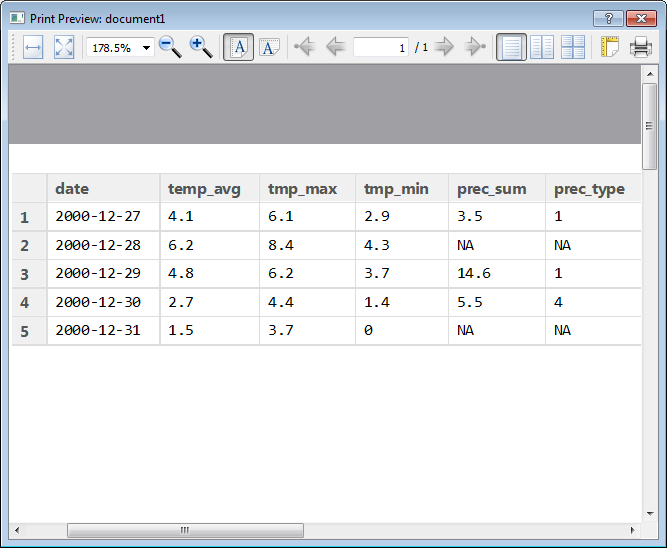 Print Preview: document1
178.5% A A 1 / 1
date temp_avg tmp_max tmp_min prec_sum prec_type
1 2000-12-27 4.1 6.1 2.9 3.5 1
2 2000-12-28 6.2 8.4 4.3 NA NA
3 2000-12-29 4.8 6.2 3.7 14.6 1
4 2000-12-30 2.7 4.4 1.4 5.5 4
5 2000-12-31 1.5 3.7 0 NA NA